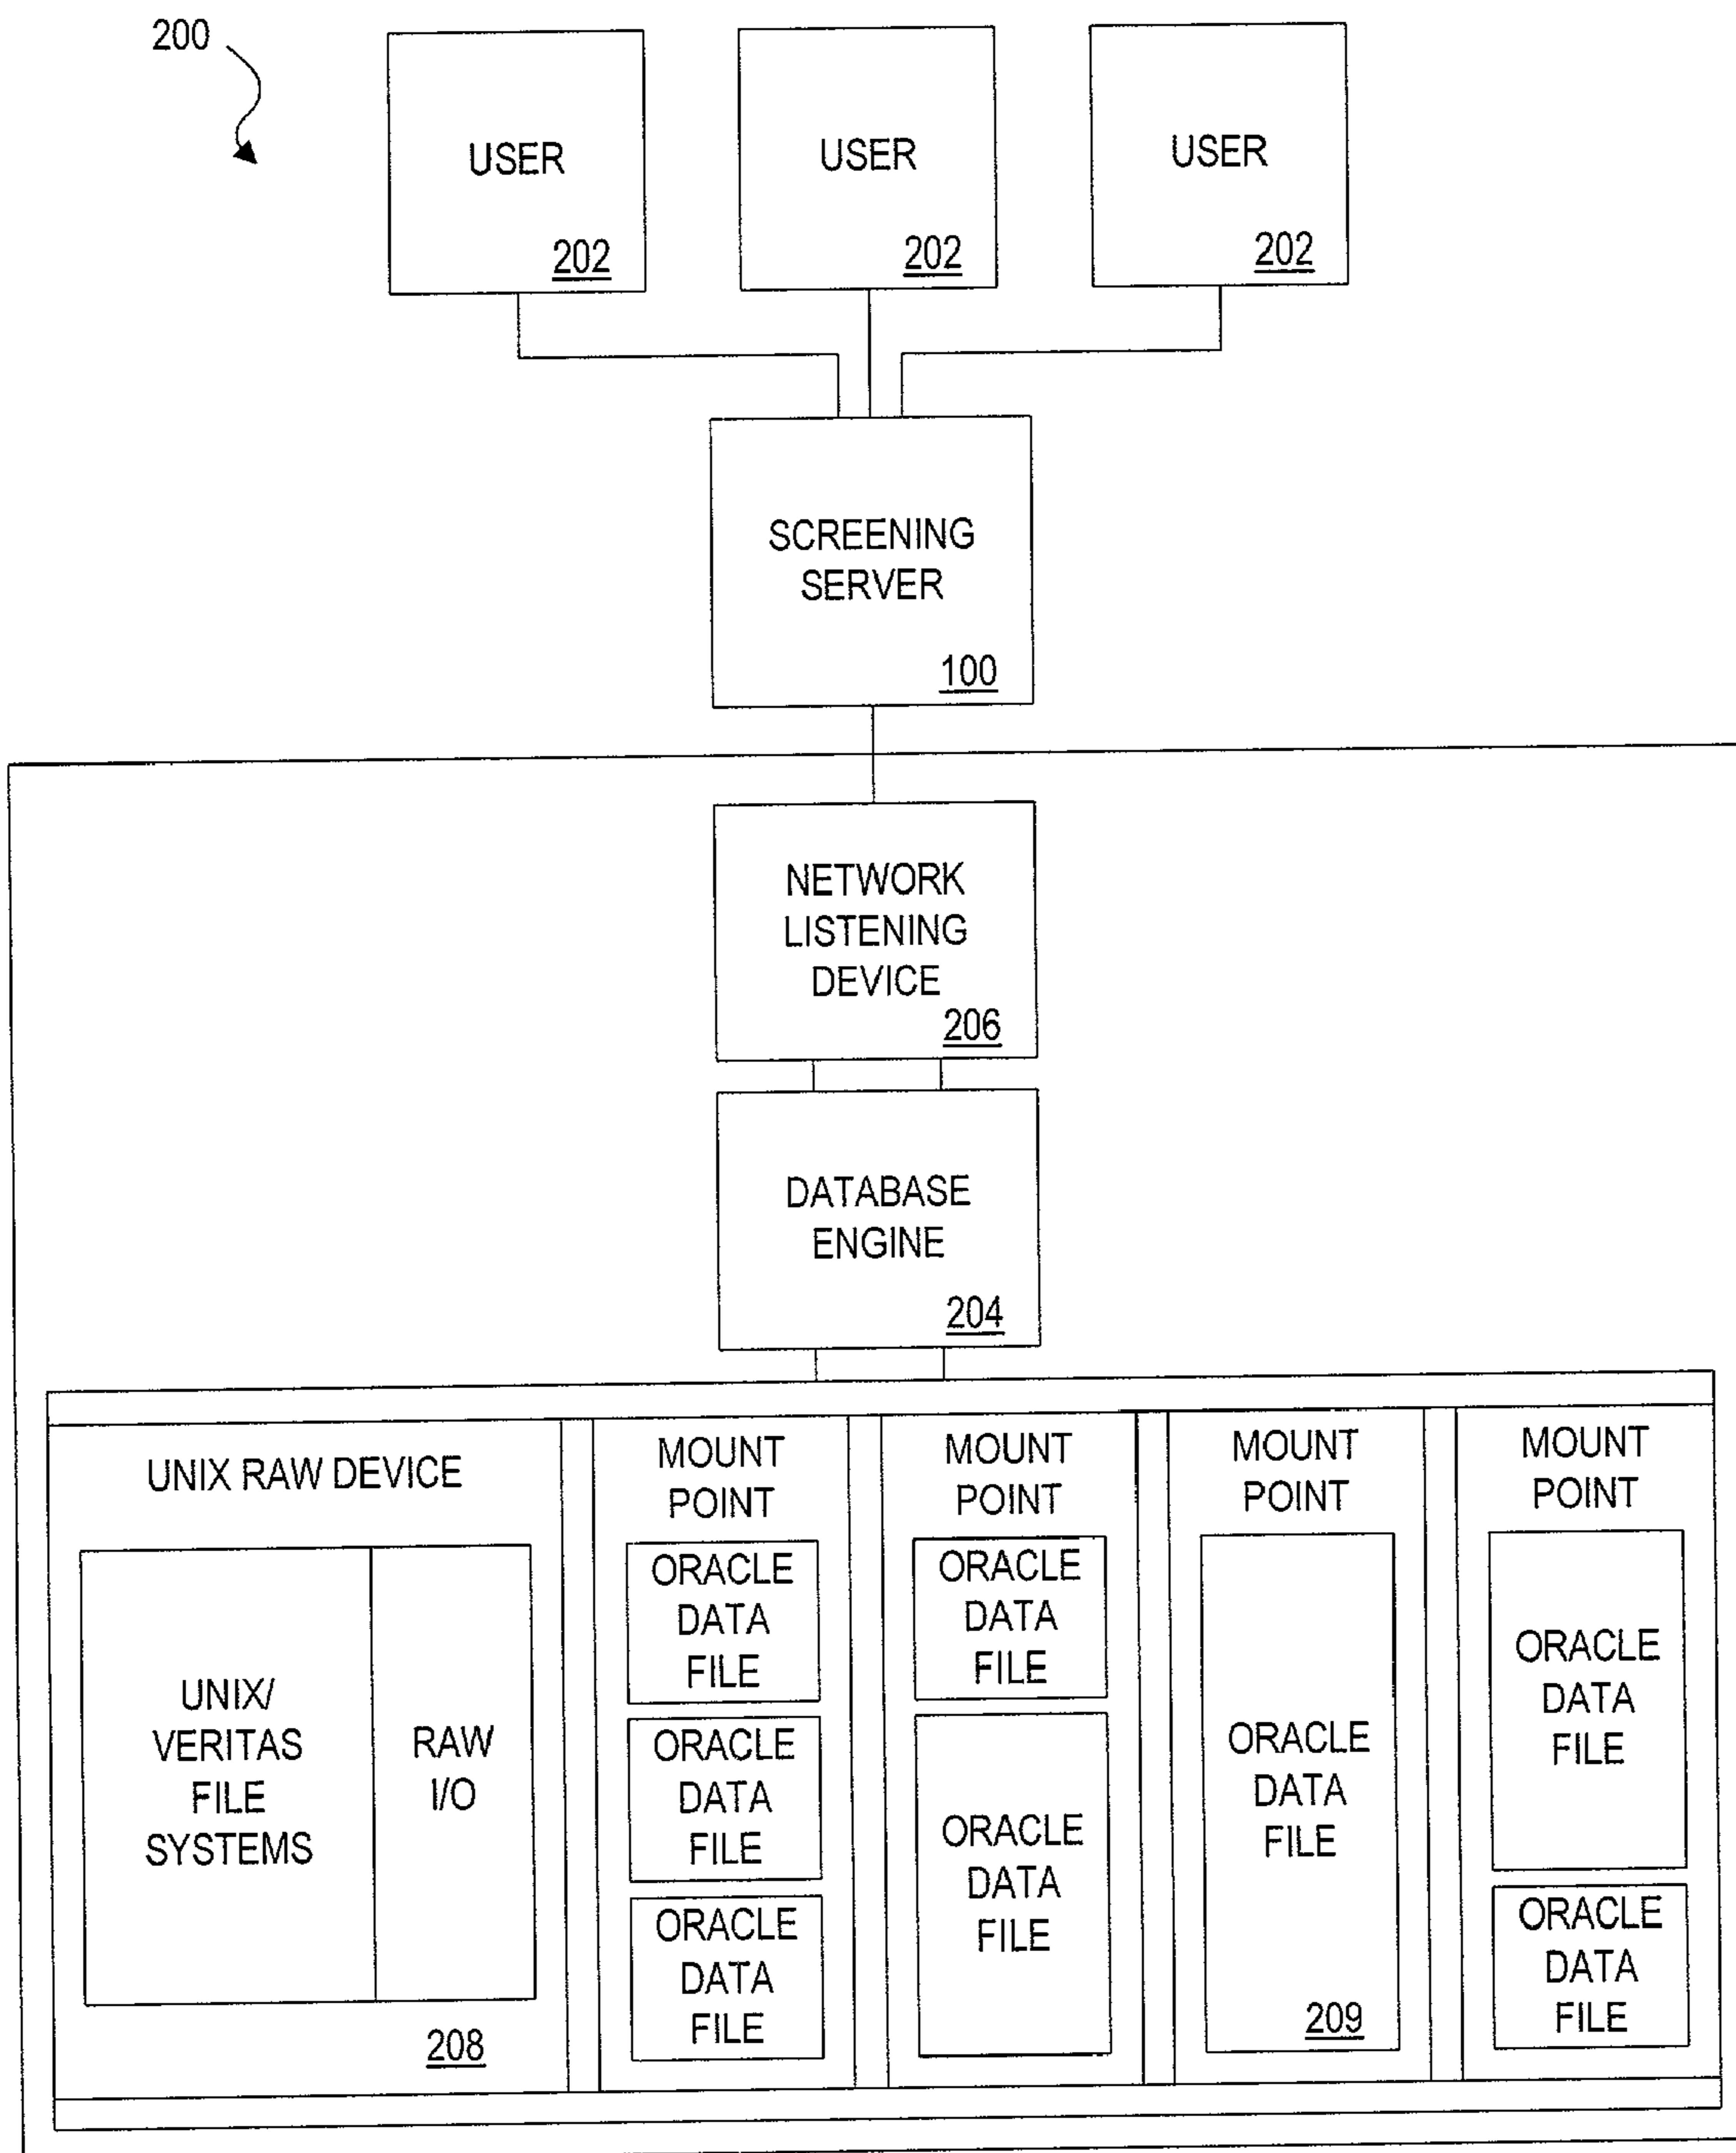 200
USER
202
USER
202
USER
202
SCREENING
SERVER
100
NETWORK
LISTENING
DEVICE
206
DATABASE
ENGINE
204
UNIX RAW DEVICE
UNIX/
VERITAS
FILE
SYSTEMS
RAW
I/O
208
MOUNT
POINT
ORACLE
DATA
FILE
ORACLE
DATA
FILE
ORACLE
DATA
FILE
MOUNT
POINT
ORACLE
DATA
FILE
ORACLE
DATA
FILE
MOUNT
POINT
ORACLE
DATA
FILE
209
MOUNT
POINT
ORACLE
DATA
FILE
ORACLE
DATA
FILE